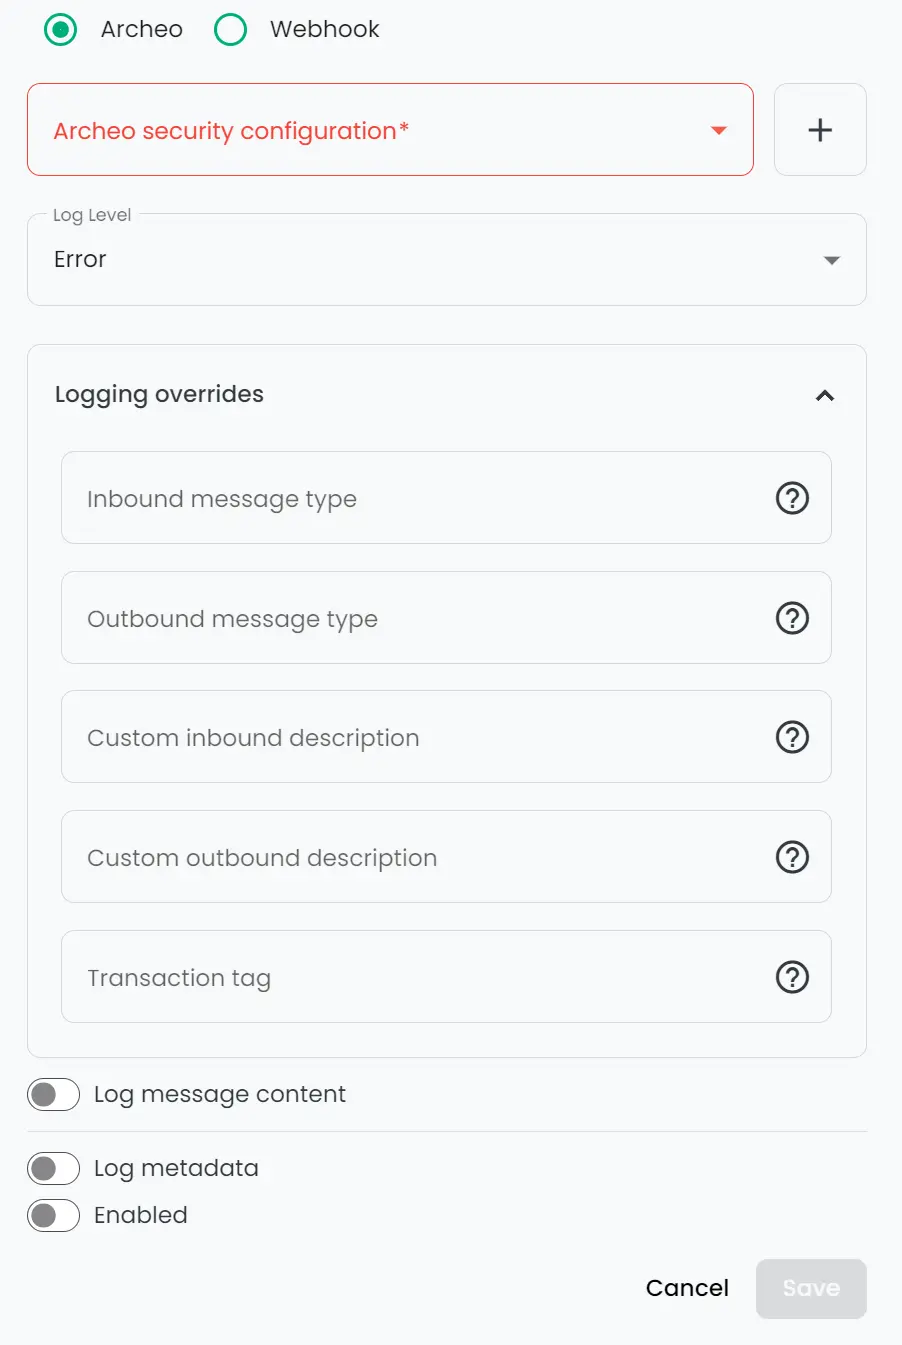 Archeo Webhook
Archeo security configuration*
Log Level
Error
Logging overrides
Inbound message type
Outbound message type
Custom inbound description
Custom outbound description
Transaction tag
Log message content
Log metadata
Enabled
Cancel Save